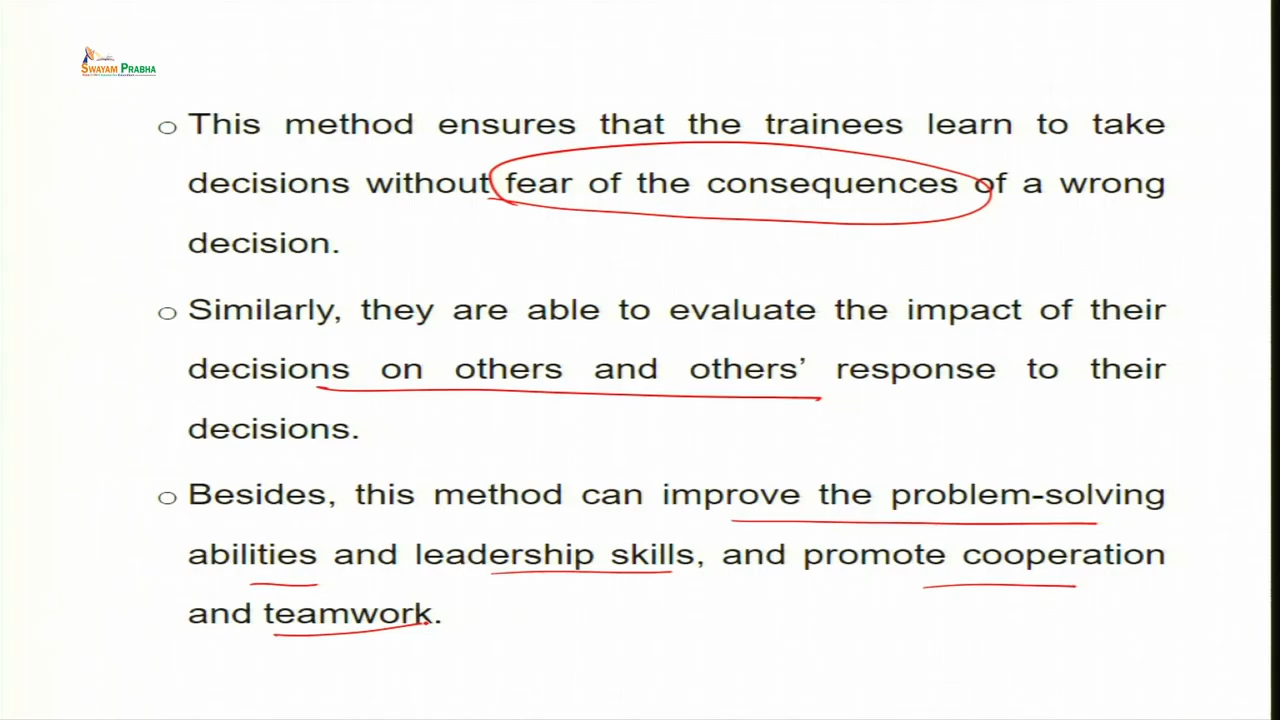 SWAYAM PRABHA
This method ensures that the trainees learn to take
decisions without fear of the consequences of a wrong
decision.
Similarly, they are able to evaluate the impact of their
decisions on others and others’ response to their
decisions.
Besides, this method can improve the problem-solving
abilities and leadership skills, and promote cooperation
and teamwork.